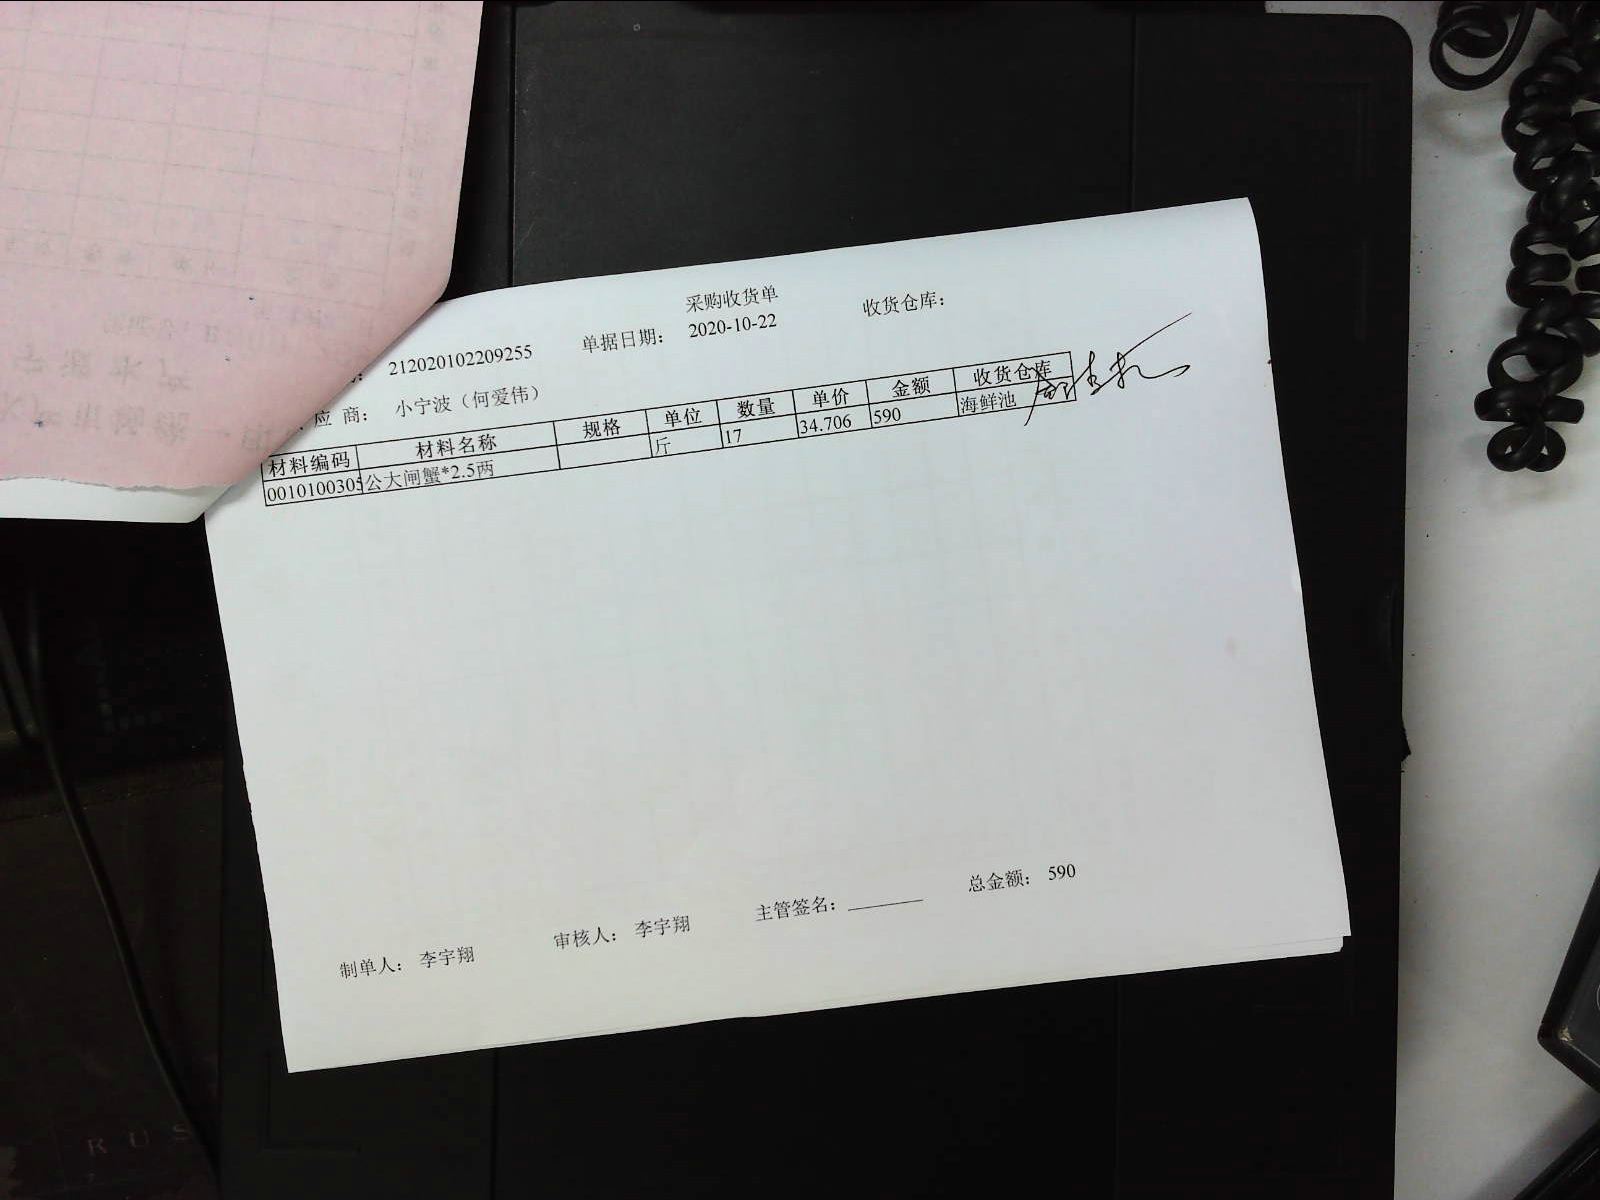 采购收货单
212020102209255 单据日期： 2020-10-22 收货仓库：
应 商： 小宁波（何爱伟）
材料编码 材料名称 规格 单位 数量 单价 金额 收货仓库
0010100305 公大闸蟹*2.5两 斤 17 34.706 590 海鲜池
总金额： 590
制单人： 李宇翔 审核人： 李宇翔 主管签名：
RUS